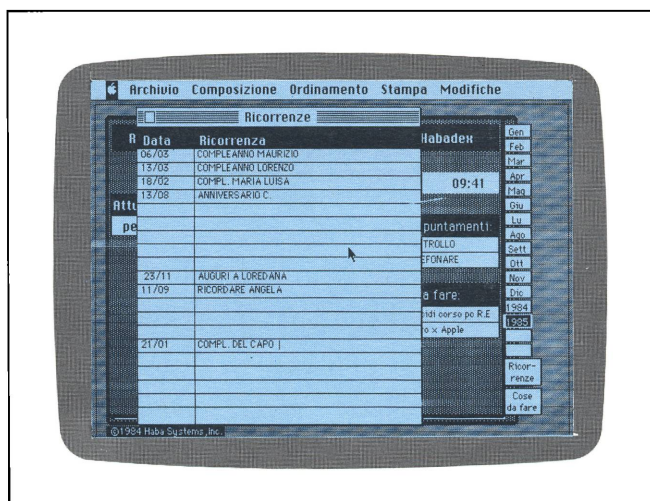 Archivio Composizione Ordinamento Stampa Modifiche
Ricorrenze
R
Data Ricorrenza
06/03 COMPLEANNO MAURIZIO
13/03 COMPLEANNO LORENZO
18/02 COMPL. MARIA LUISA
13/08 ANNIVERSARIO C.
23/11 AUGURI A LOREDANA
11/09 RICORDARE ANGELA
21/01 COMPL. DEL CAPO
Habadex
09:41
Attu
pe
puntamenti:
TROLLO
EFONARE
a fare:
idi corso po R.E
o x Apple
Gen
Feb
Mar
Apr
Mag
Giu
Lu
Ago
Sett
Ott
Nov
Dic
1984
1985
Ricor-
renze
Cose
da fare
©1984 Haba Systems, Inc.